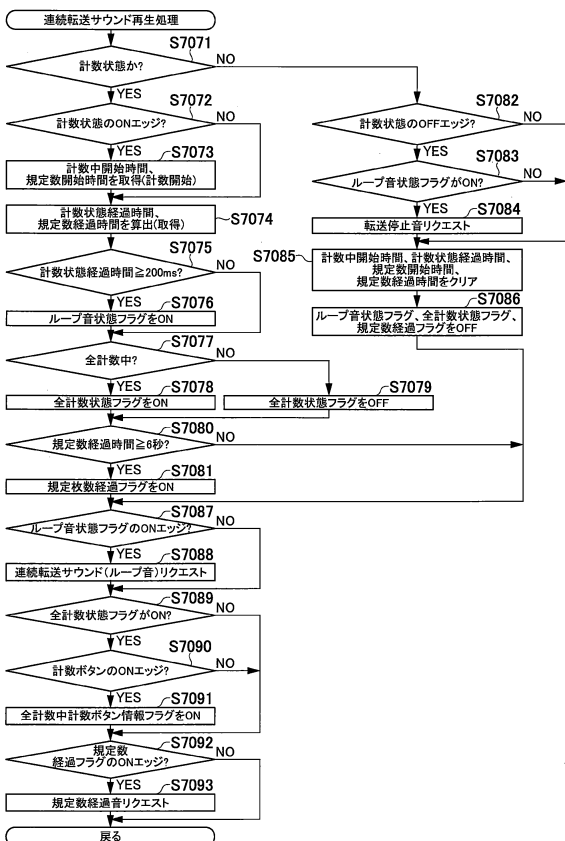 連続転送サウンド再生処理
S7071
計数状態か?
NO
YES
S7072
計数状態のONエッジ?
NO
YES
S7073
計数中開始時間、
規定数開始時間を取得(計数開始)
計数状態経過時間、
規定数経過時間を算出(取得)
S7074
S7075
計数状態経過時間≧200ms?
NO
YES
S7076
ループ音状態フラグをON
S7077
全計数中?
NO
YES
S7078
全計数状態フラグをON
S7079
全計数状態フラグをOFF
S7080
規定数経過時間≧6秒?
NO
YES
S7081
規定枚数経過フラグをON
S7082
計数状態のOFFエッジ?
NO
YES
S7083
ループ音状態フラグがON?
NO
YES
S7084
転送停止音リクエスト
S7085
計数中開始時間、計数状態経過時間、
規定数開始時間、
規定数経過時間をクリア
S7086
ループ音状態フラグ、全計数状態フラグ、
規定数経過フラグをOFF
S7087
ループ音状態フラグのONエッジ?
NO
YES
S7088
連続転送サウンド(ループ音)リクエスト
S7089
全計数状態フラグがON?
NO
YES
S7090
計数ボタンのONエッジ?
NO
YES
S7091
全計数中計数ボタン情報フラグをON
S7092
規定数
経過フラグのONエッジ?
NO
YES
S7093
規定数経過音リクエスト
戻る